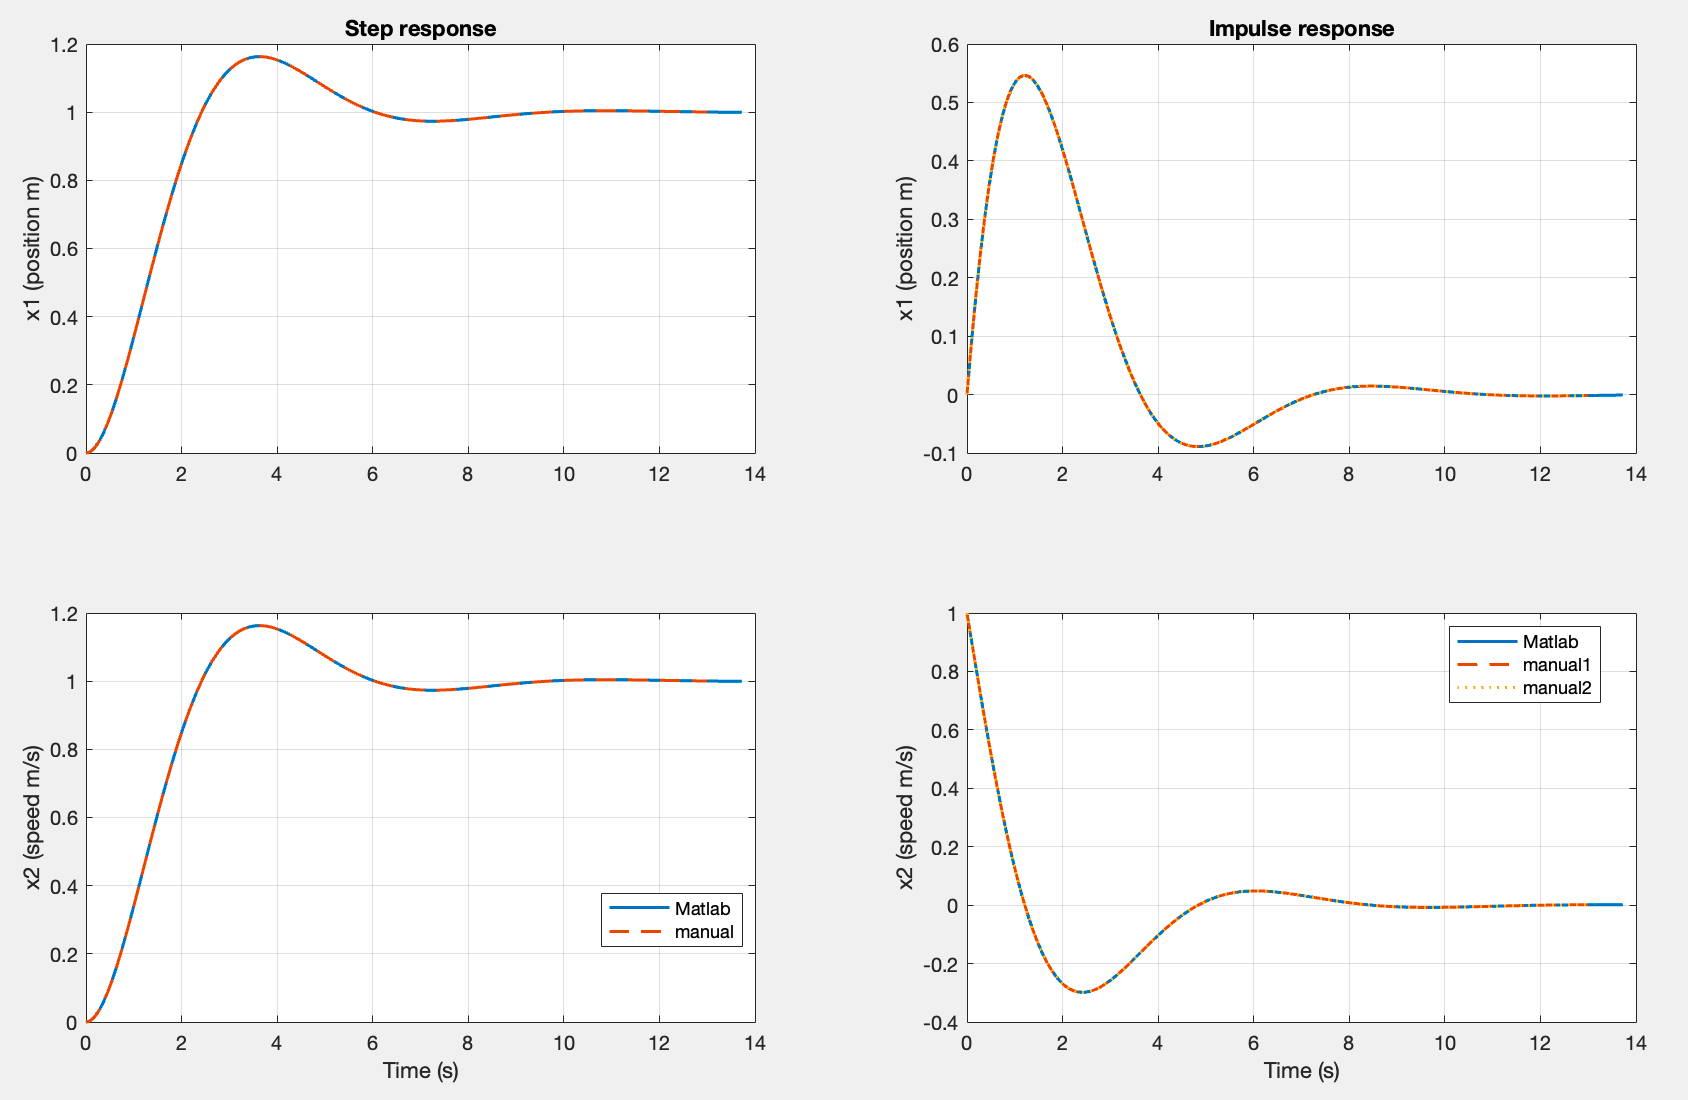 Step response
1.2
1
0.8
0.6
0.4
0.2
0
x1 (position m)
0 2 4 6 8 10 12 14
Impulse response
0.6
0.5
0.4
0.3
0.2
0.1
0
-0.1
x1 (position m)
0 2 4 6 8 10 12 14
1.2
1
0.8
0.6
0.4
0.2
0
x2 (speed m/s)
Matlab
manual
0 2 4 6 8 10 12 14
Time (s)
1
0.8
0.6
0.4
0.2
0
-0.2
-0.4
x2 (speed m/s)
Matlab
manual1
manual2
0 2 4 6 8 10 12 14
Time (s)